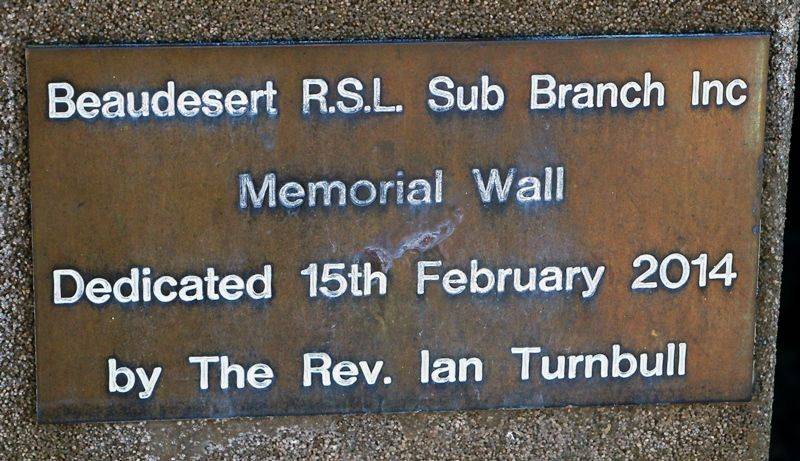 Beaudesert R.S.L. Sub Branch Inc
Memorial Wall
Dedicated 15th February 2014
by The Rev. Ian Turnbull